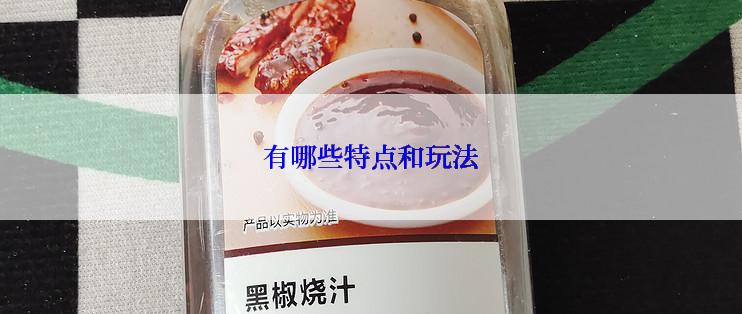 有哪些特点和玩法
产品以实物为准
黑椒烧汁